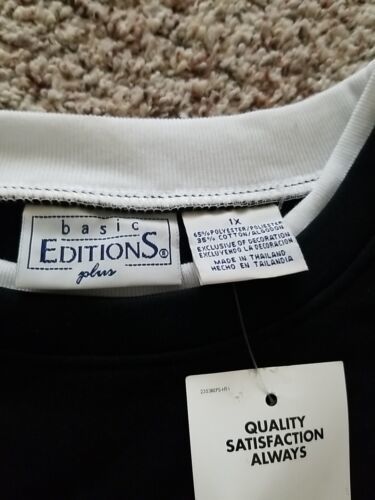 basic
EDITIONS®
plus
1X
65% POLYESTER/POLIESTER
35% COTTON/ALGODON
EXCLUSIVE OF DECORATION
EXCLUYENDO LA DECORACION
MADE IN THAILAND
HECHO EN TAILANDIA
QUALITY
SATISFACTION
ALWAYS